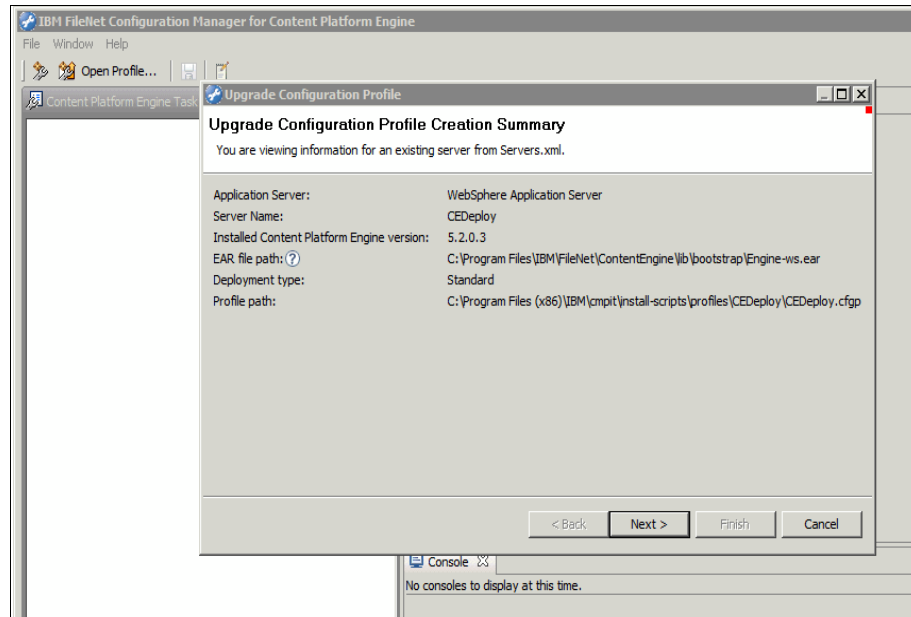 IBM FileNet Configuration Manager for Content Platform Engine
File Window Help
Open Profile...
Content Platform Engine Task
Upgrade Configuration Profile
Upgrade Configuration Profile Creation Summary
You are viewing information for an existing server from Servers.xml.
Application Server: WebSphere Application Server
Server Name: CEDeploy
Installed Content Platform Engine version: 5.2.0.3
EAR file path: ? C:\Program Files\IBM\FileNet\ContentEngine\lib\bootstrap\Engine-ws.ear
Deployment type: Standard
Profile path: C:\Program Files (x86)\IBM\cmpit\install-scripts\profiles\CEDeploy\CEDeploy.cfgp
< Back Next > Finish Cancel
Console
No consoles to display at this time.